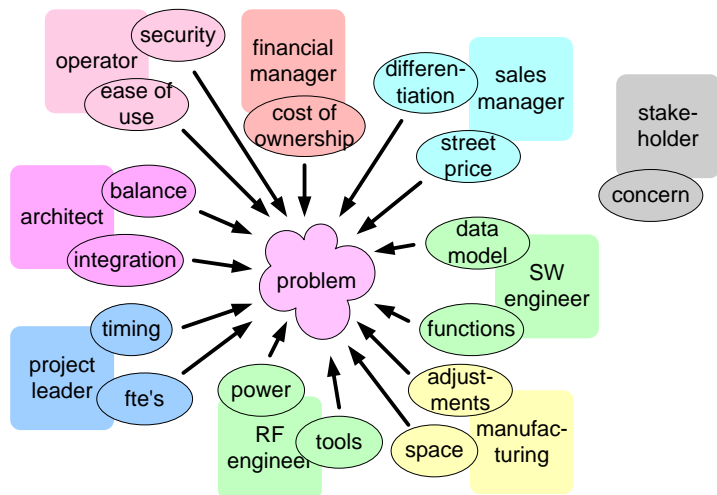 security
operator
ease of
use
financial
manager
cost of
ownership
differen-
tiation
sales
manager
street
price
stake-
holder
concern
balance
architect
integration
problem
data
model
SW
engineer
functions
timing
project
leader
fte's
power
RF
engineer
tools
adjust-
ments
space
manufac-
turing